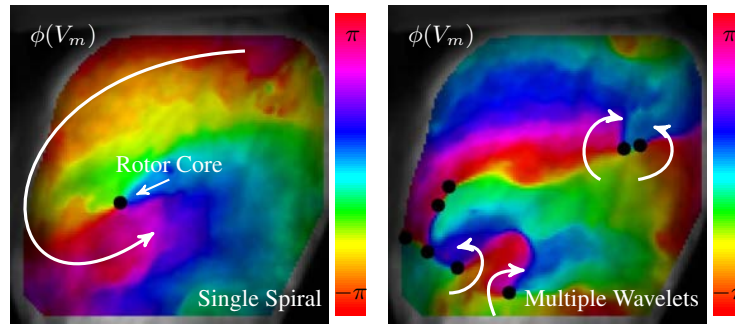 ϕ(V_m)
π
Rotor Core
Single Spiral
−π
ϕ(V_m)
π
Multiple Wavelets
−π